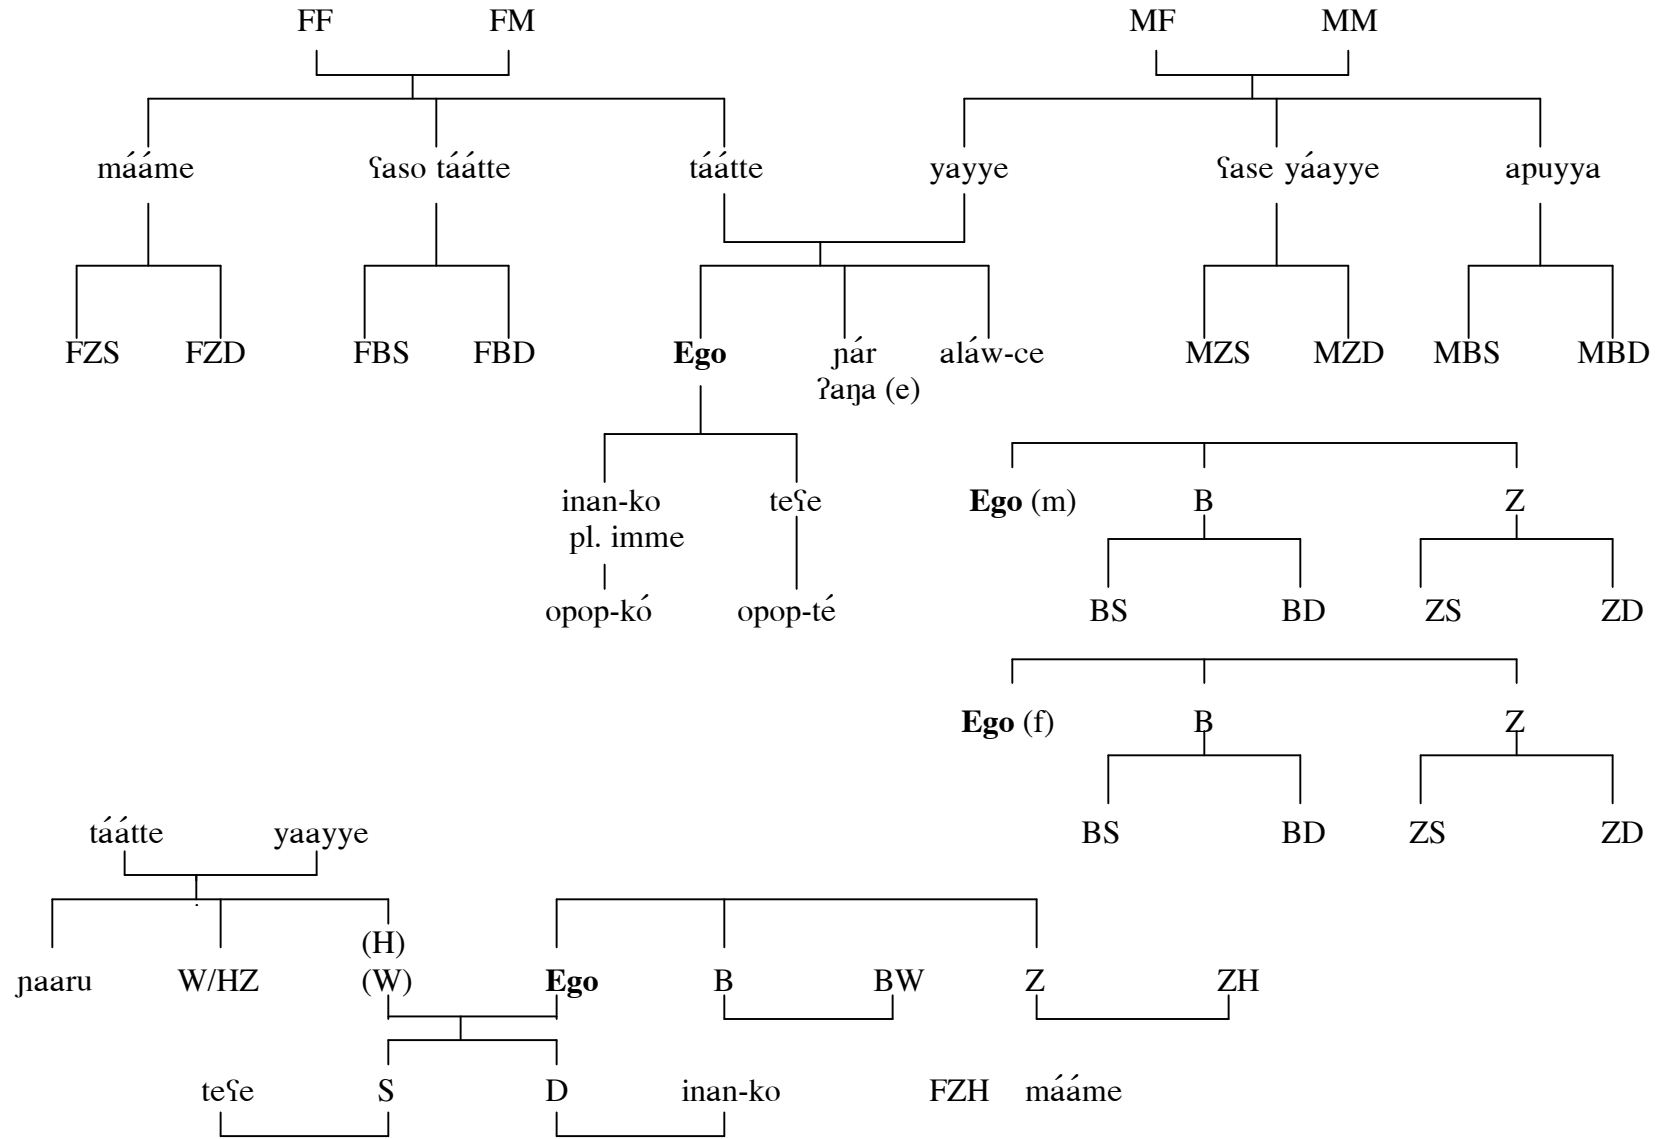 FF FM MF MM
mááme ʕaso táátte táátte yayye ʕase yáayye apuyya
FZS FZD FBS FBD Ego ɲár aláw-ce MZS MZD MBS MBD
ʔaŋa (e)
inan-ko teʕe Ego (m) B Z
pl. imme
opop-kó opop-té BS BD ZS ZD
Ego (f) B Z
táátte yaayye BS BD ZS ZD
(H)
ɲaaru W/HZ (W) Ego B BW Z ZH
teʕe S D inan-ko FZH mááme